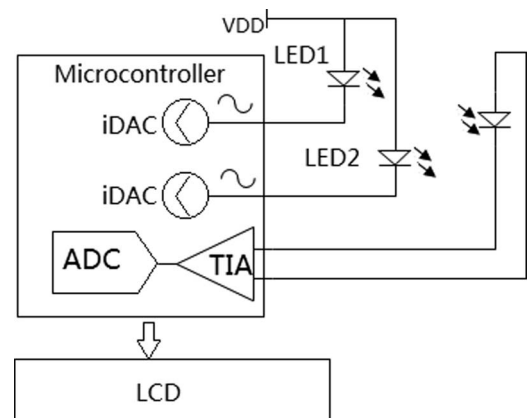 VDD
LED1
Microcontroller
iDAC
LED2
iDAC
ADC
TIA
LCD